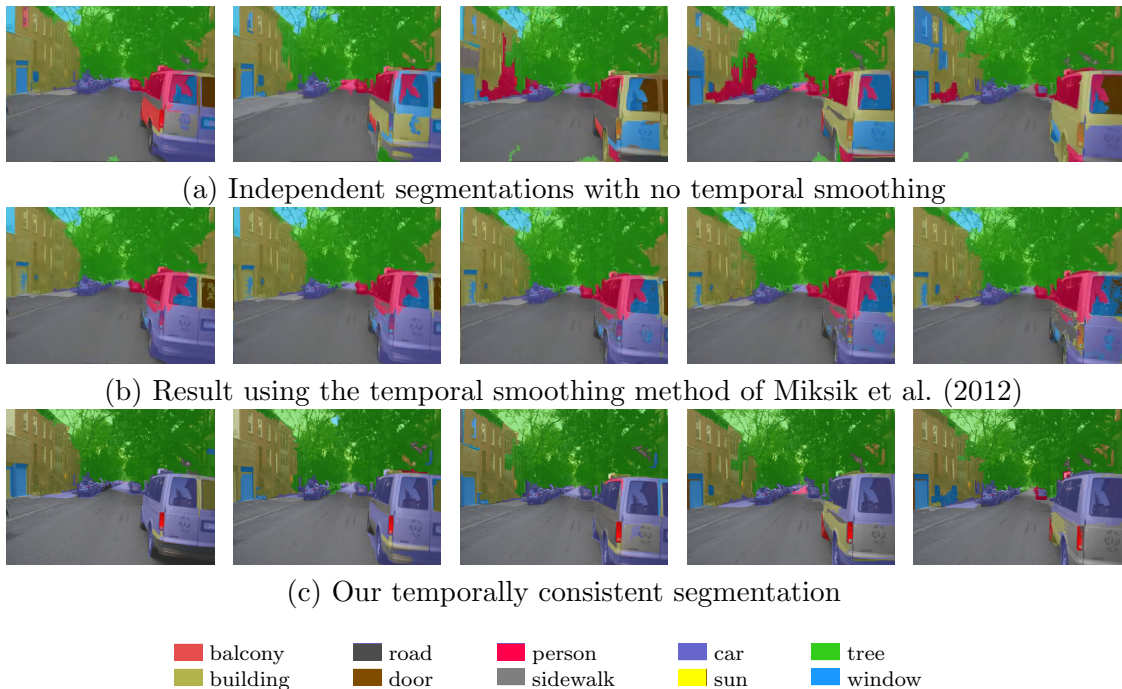 (a) Independent segmentations with no temporal smoothing
(b) Result using the temporal smoothing method of Miksik et al. (2012)
(c) Our temporally consistent segmentation
balcony road person car tree
building door sidewalk sun window